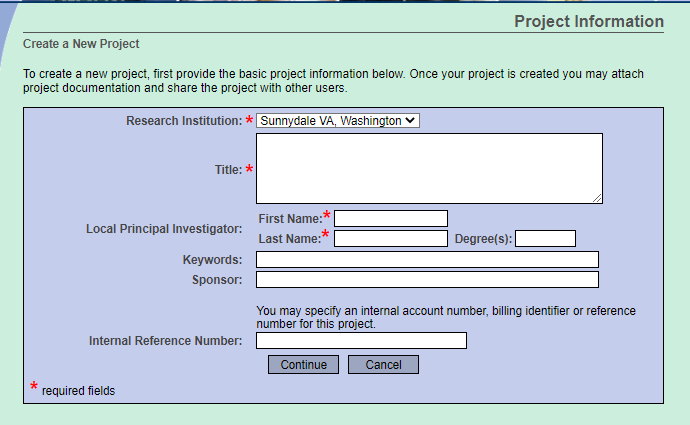 Project Information
Create a New Project
To create a new project, first provide the basic project information below. Once your project is created you may attach
project documentation and share the project with other users.
Research Institution: * Sunnydale VA, Washington
Title: *
Local Principal Investigator:
First Name:*
Last Name:* Degree(s):
Keywords:
Sponsor:
You may specify an internal account number, billing identifier or reference
number for this project.
Internal Reference Number:
Continue Cancel
* required fields